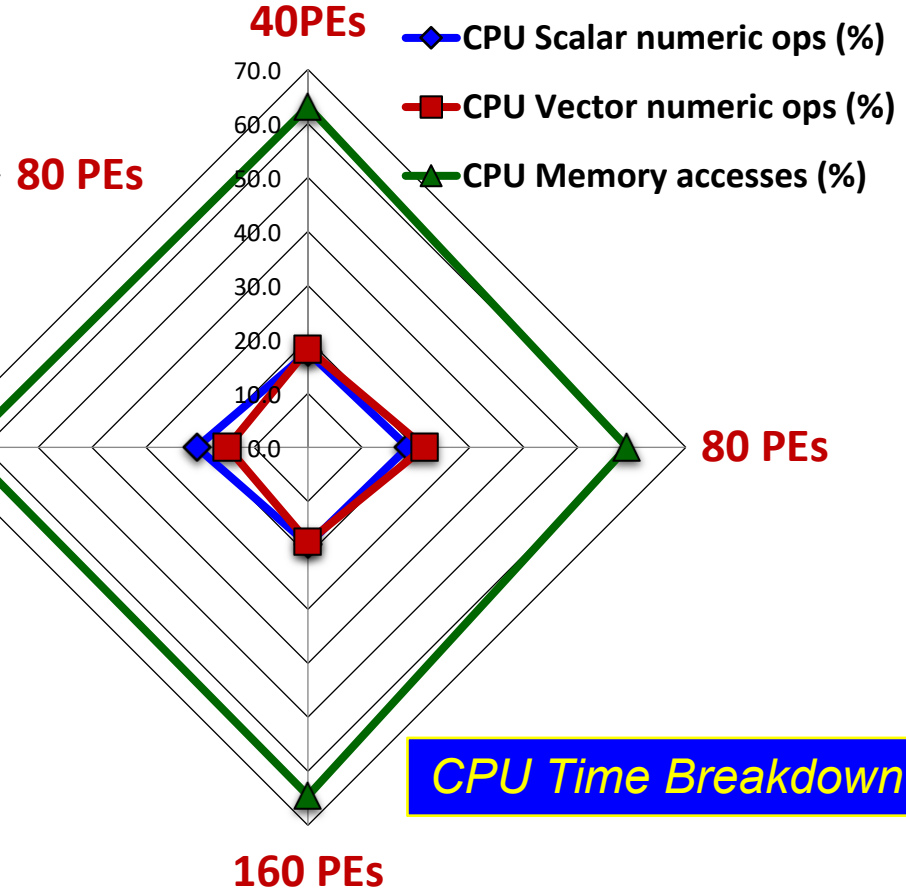 40PEs
CPU Scalar numeric ops (%)
70.0
CPU Vector numeric ops (%)
60.0
80 PEs
50.0
CPU Memory accesses (%)
40.0
30.0
20.0
10.0
0.0
80 PEs
CPU Time Breakdown
160 PEs